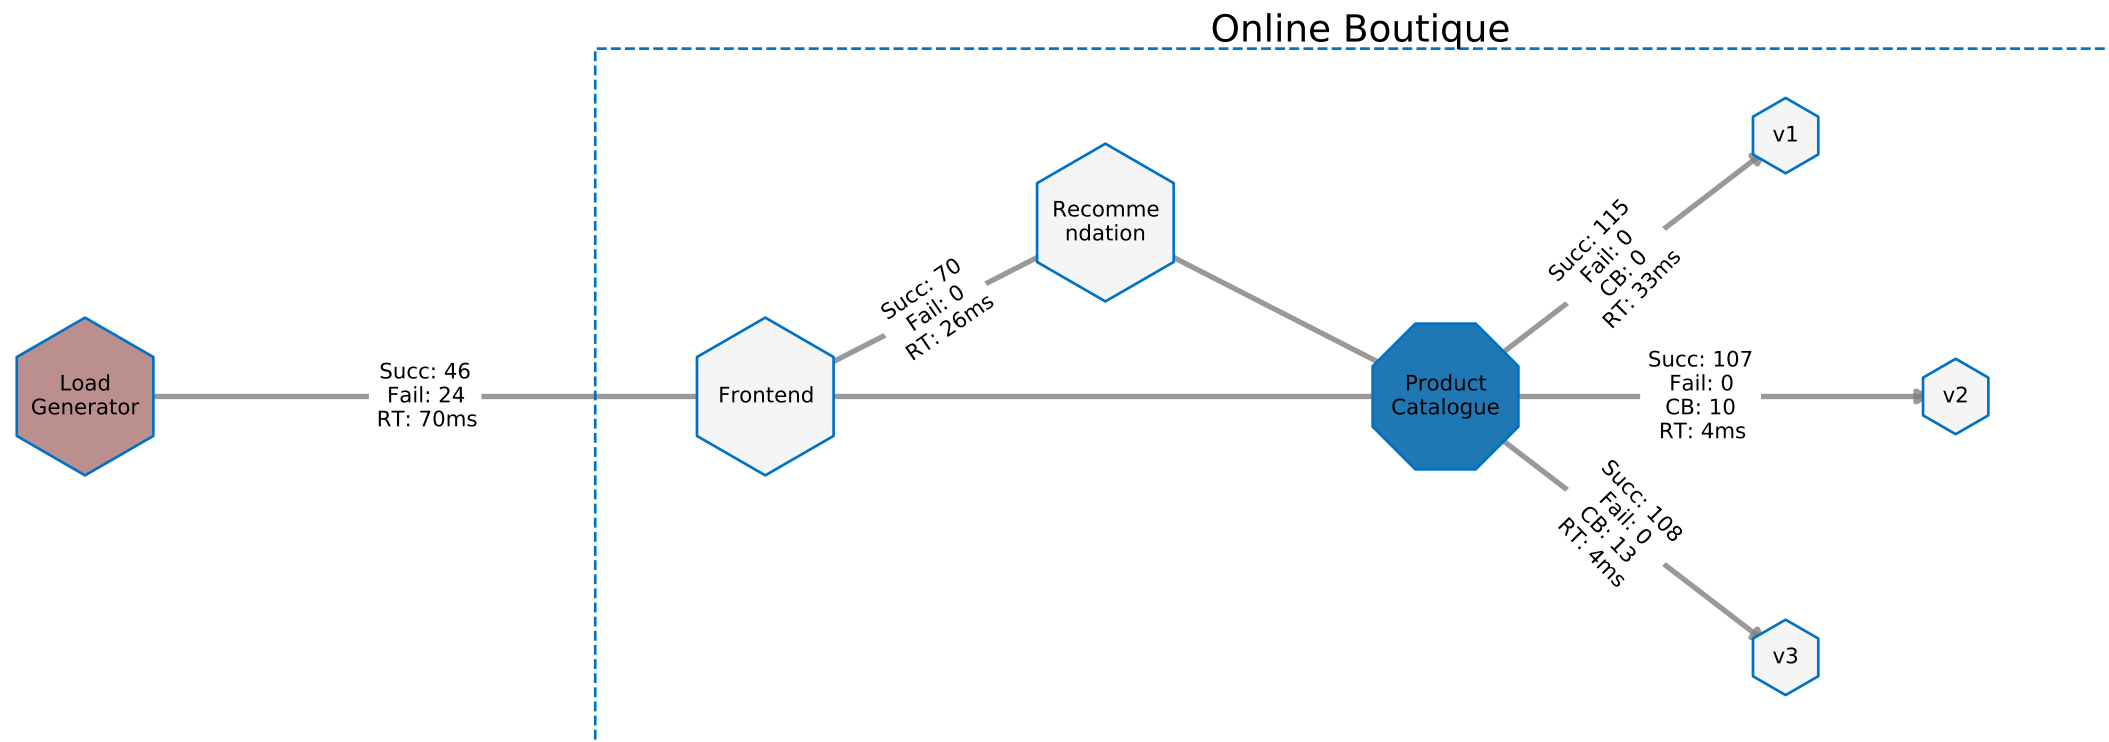 Online Boutique
v1
Recomme
ndation
Succ: 115
Fail: 0
CB: 0
RT: 33ms
Succ: 70
Fail: 0
RT: 26ms
Load
Generator
Succ: 46
Fail: 24
RT: 70ms
Frontend
Product
Catalogue
Succ: 107
Fail: 0
CB: 10
RT: 4ms
v2
Succ: 108
Fail: 0
CB: 13
RT: 4ms
v3